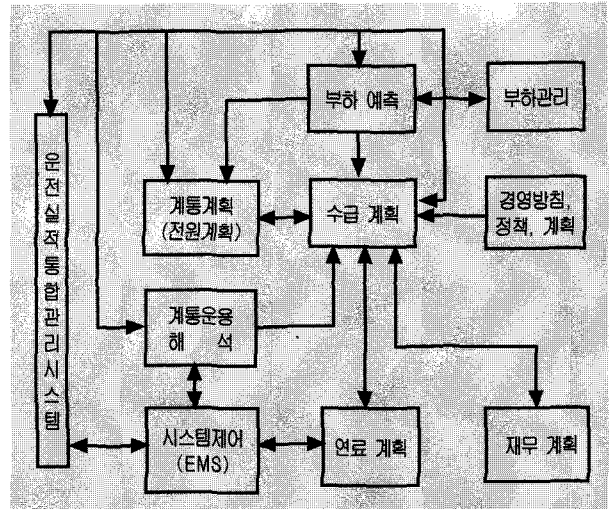 부하 예측
부하관리
운전실적통합관리시스템
계통계획
(전원계획)
수급 계획
경영방침,
정책, 계획
계통운용
해 석
시스템제어
(EMS)
연료 계획
재무 계획